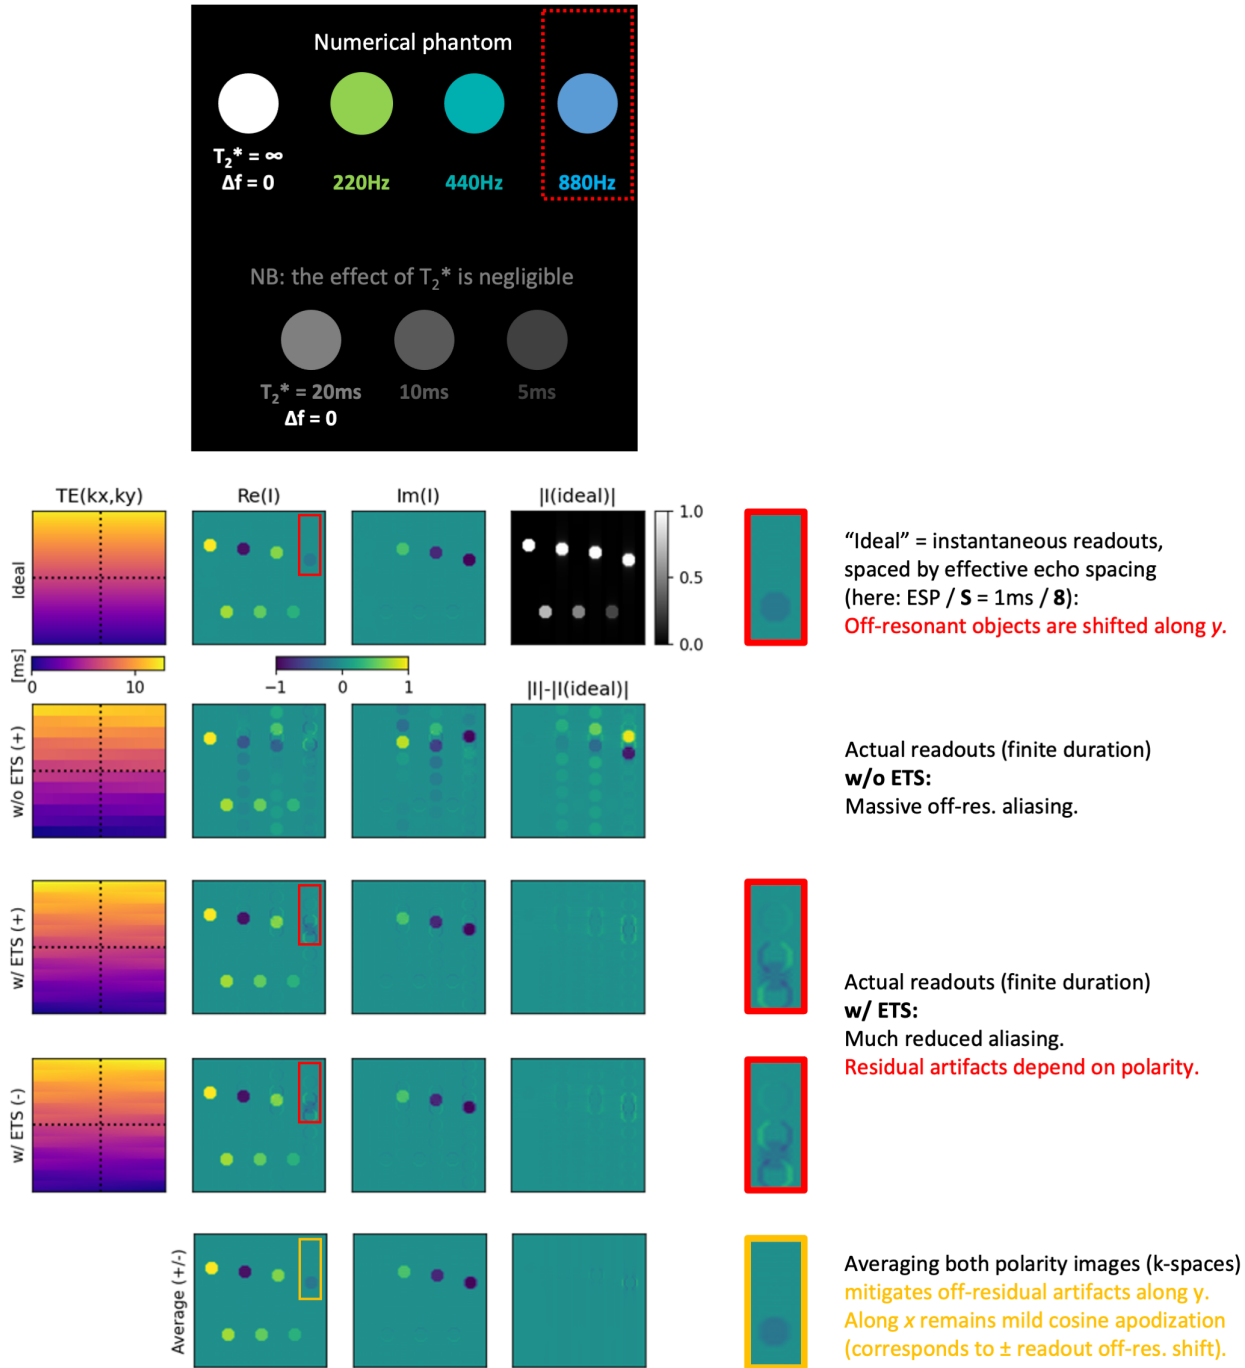 Numerical phantom
T₂* = ∞
Δf = 0
220Hz
440Hz
880Hz
NB: the effect of T₂* is negligible
T₂* = 20ms
10ms
5ms
Δf = 0
TE(kx,ky)
Re(I)
Im(I)
|I(ideal)|
Ideal
1.0
0.5
0.0
“Ideal” = instantaneous readouts,
spaced by effective echo spacing
(here: ESP / S = 1ms / 8):
Off-resonant objects are shifted along y.
[ms]
0
10
−1
0
1
|I|-|I(ideal)|
w/o ETS (+)
Actual readouts (finite duration)
w/o ETS:
Massive off-res. aliasing.
w/ ETS (+)
Actual readouts (finite duration)
w/ ETS:
Much reduced aliasing.
Residual artifacts depend on polarity.
w/ ETS (-)
Average (+/-)
Averaging both polarity images (k-spaces)
mitigates off-residual artifacts along y.
Along x remains mild cosine apodization
(corresponds to ± readout off-res. shift).